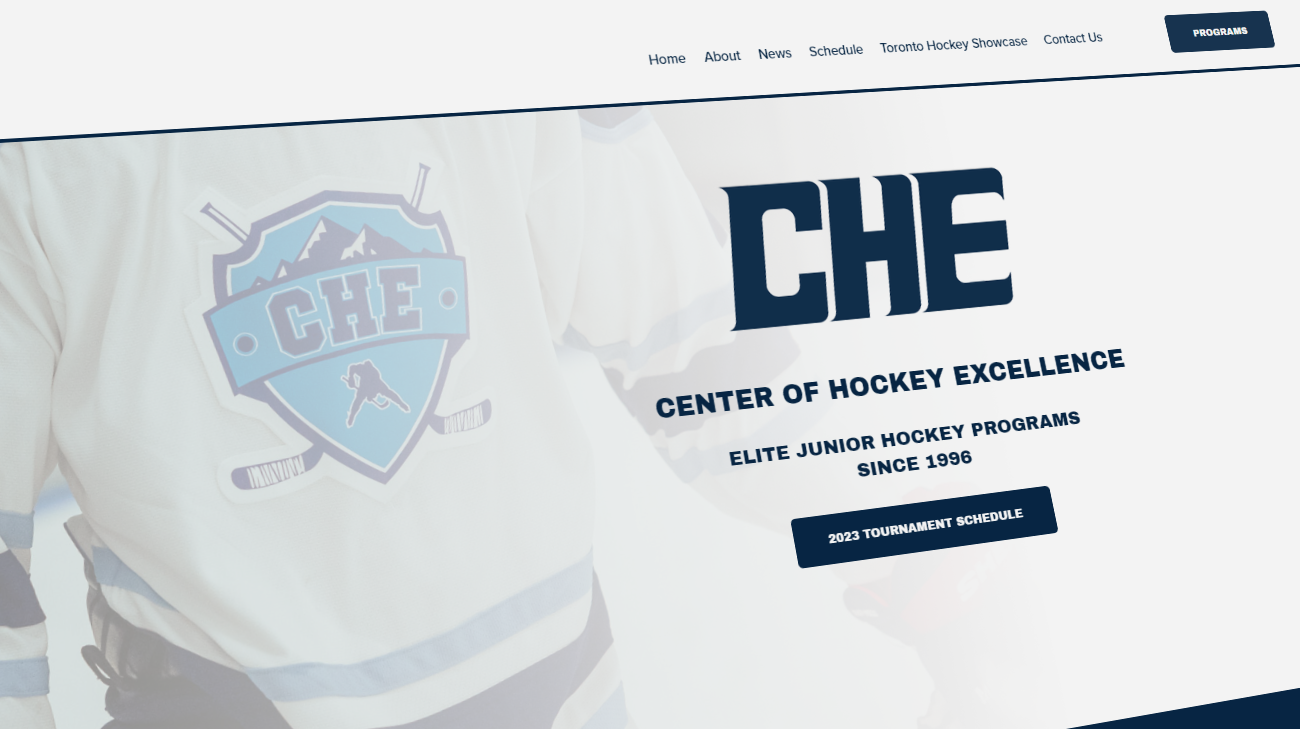 Home About News Schedule Toronto Hockey Showcase Contact Us PROGRAMS
CHE
CHE
CENTER OF HOCKEY EXCELLENCE
ELITE JUNIOR HOCKEY PROGRAMS
SINCE 1996
2023 TOURNAMENT SCHEDULE